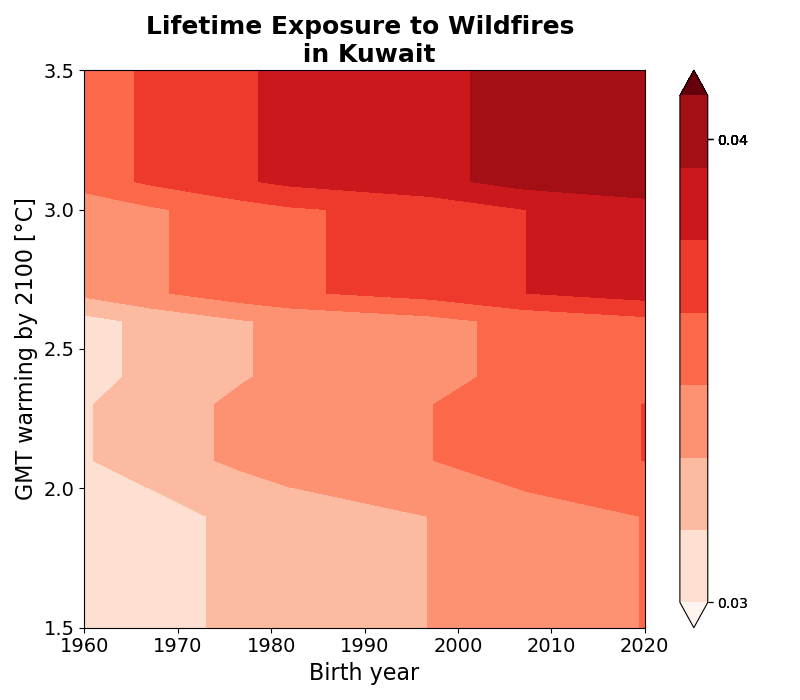 Lifetime Exposure to Wildfires
in Kuwait
3.5
3.0
2.5
2.0
1.5
GMT warming by 2100 [°C]
1960 1970 1980 1990 2000 2010 2020
Birth year
0.04
0.03